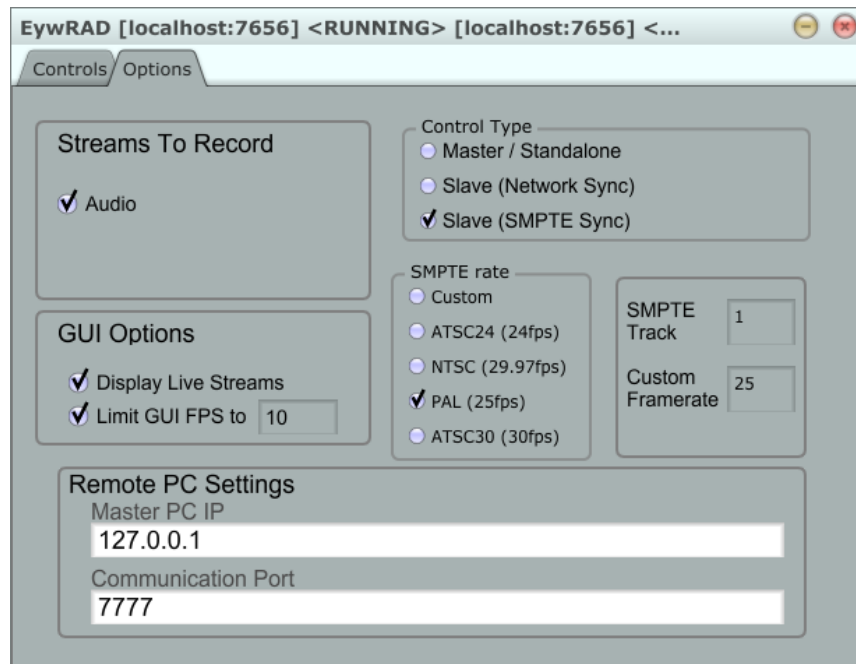 EywRAD [localhost:7656] <RUNNING> [localhost:7656] <...
Controls
Options
Streams To Record
Audio
Control Type
Master / Standalone
Slave (Network Sync)
Slave (SMPTE Sync)
GUI Options
Display Live Streams
Limit GUI FPS to 10
SMPTE rate
Custom
ATSC24 (24fps)
NTSC (29.97fps)
PAL (25fps)
ATSC30 (30fps)
SMPTE
Track
1
Custom
Framerate
25
Remote PC Settings
Master PC IP
127.0.0.1
Communication Port
7777